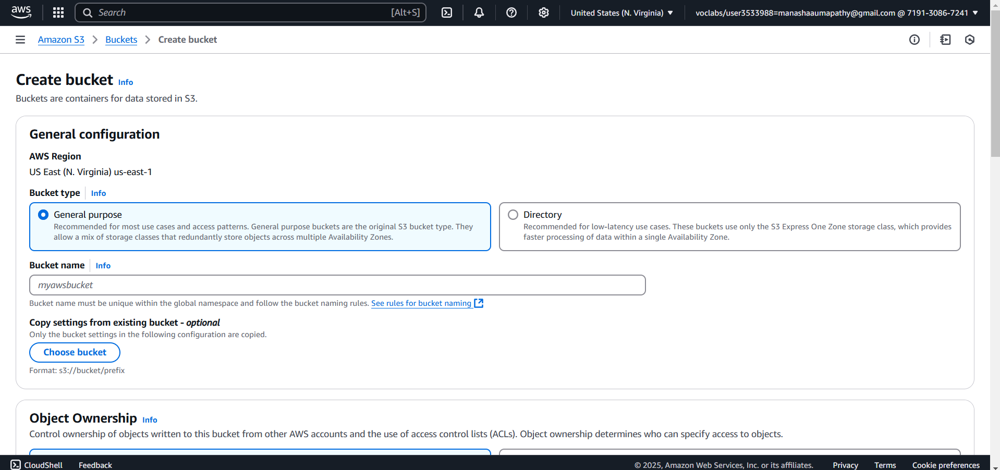 aws
Search [Alt+S]
United States (N. Virginia)
voclabs/user3533988=manashaaumapathy@gmail.com @ 7191-3086-7241
Amazon S3 > Buckets > Create bucket
Create bucket Info
Buckets are containers for data stored in S3.
General configuration
AWS Region
US East (N. Virginia) us-east-1
Bucket type Info
General purpose
Recommended for most use cases and access patterns. General purpose buckets are the original S3 bucket type. They
allow a mix of storage classes that redundantly store objects across multiple Availability Zones.
Directory
Recommended for low-latency use cases. These buckets use only the S3 Express One Zone storage class, which provides
faster processing of data within a single Availability Zone.
Bucket name Info
myawsbucket
Bucket name must be unique within the global namespace and follow the bucket naming rules. See rules for bucket naming
Copy settings from existing bucket - optional
Only the bucket settings in the following configuration are copied.
Choose bucket
Format: s3://bucket/prefix
Object Ownership Info
Control ownership of objects written to this bucket from other AWS accounts and the use of access control lists (ACLs). Object ownership determines who can specify access to objects.
CloudShell Feedback
© 2025, Amazon Web Services, Inc. or its affiliates. Privacy Terms Cookie preferences